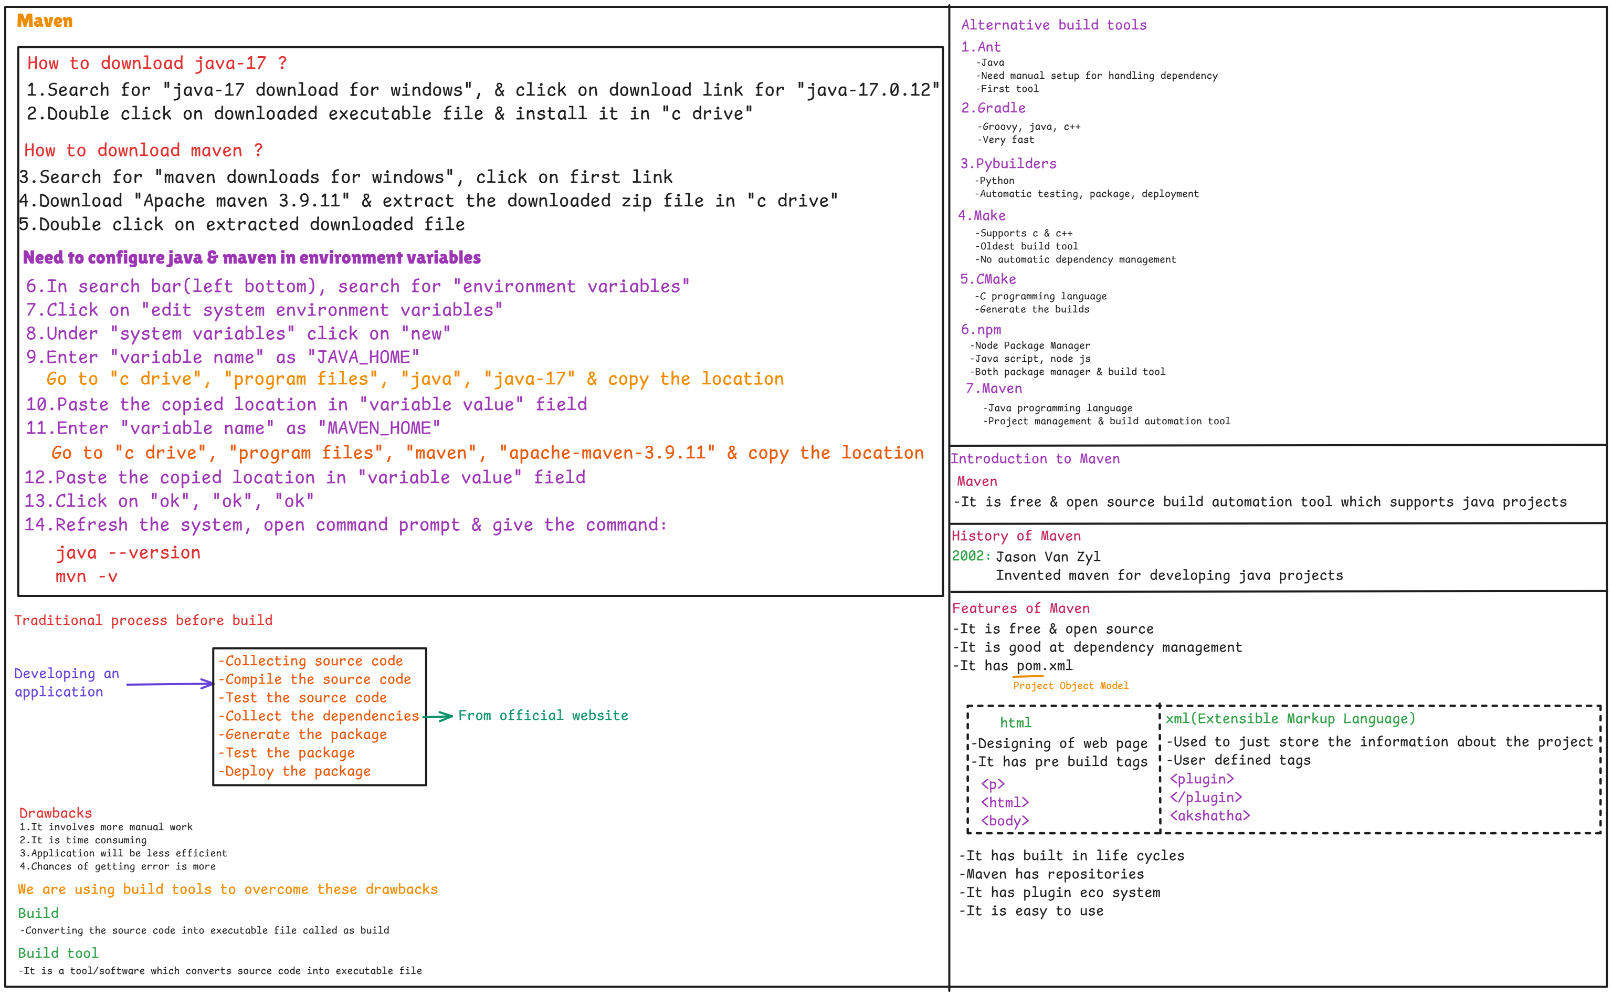 Maven
How to download java-17 ?
1.Search for "java-17 download for windows", & click on download link for "java-17.0.12"
2.Double click on downloaded executable file & install it in "c drive"
How to download maven ?
3.Search for "maven downloads for windows", click on first link
4.Download "Apache maven 3.9.11" & extract the downloaded zip file in "c drive"
5.Double click on extracted downloaded file
Need to configure java & maven in environment variables
6.In search bar(left bottom), search for "environment variables"
7.Click on "edit system environment variables"
8.Under "system variables" click on "new"
9.Enter "variable name" as "JAVA_HOME"
Go to "c drive", "program files", "java", "java-17" & copy the location
10.Paste the copied location in "variable value" field
11.Enter "variable name" as "MAVEN_HOME"
Go to "c drive", "program files", "maven", "apache-maven-3.9.11" & copy the location
12.Paste the copied location in "variable value" field
13.Click on "ok", "ok", "ok"
14.Refresh the system, open command prompt & give the command:
java --version
mvn -v
Traditional process before build
Developing an
application
-Collecting source code
-Compile the source code
-Test the source code
-Collect the dependencies
-Generate the package
-Test the package
-Deploy the package
From official website
Drawbacks
1.It involves more manual work
2.It is time consuming
3.Application will be less efficient
4.Chances of getting error is more
We are using build tools to overcome these drawbacks
Build
-Converting the source code into executable file called as build
Build tool
-It is a tool/software which converts source code into executable file
Alternative build tools
1.Ant
-Java
-Need manual setup for handling dependency
-First tool
2.Gradle
-Groovy, java, c++
-Very fast
3.Pybuilders
-Python
-Automatic testing, package, deployment
4.Make
-Supports c & c++
-Oldest build tool
-No automatic dependency management
5.CMake
-C programming language
-Generate the builds
6.npm
-Node Package Manager
-Java script, node js
-Both package manager & build tool
7.Maven
-Java programming language
-Project management & build automation tool
Introduction to Maven
Maven
-It is free & open source build automation tool which supports java projects
History of Maven
2002: Jason Van Zyl
Invented maven for developing java projects
Features of Maven
-It is free & open source
-It is good at dependency management
-It has pom.xml
Project Object Model
html
-Designing of web page
-It has pre build tags
<p>
<html>
<body>
xml(Extensible Markup Language)
-Used to just store the information about the project
-User defined tags
<plugin>
</plugin>
<akshatha>
-It has built in life cycles
-Maven has repositories
-It has plugin eco system
-It is easy to use